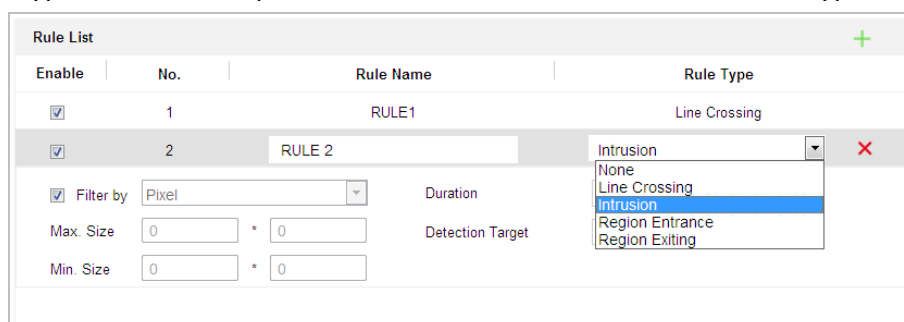 Rule List
Enable No. Rule Name Rule Type
1 RULE1 Line Crossing
2 RULE 2 Intrusion
None
Line Crossing
Intrusion
Region Entrance
Region Exiting
Filter by Pixel Duration
Max. Size 0 * 0 Detection Target
Min. Size 0 * 0